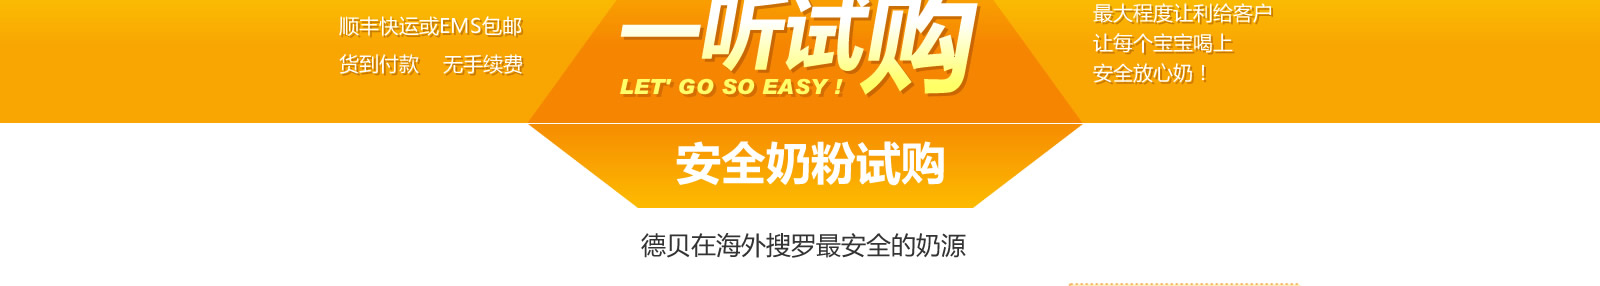 顺丰快运或EMS包邮
货到付款 无手续费
一听试购
LET' GO SO EASY !
最大程度让利给客户
让每个宝宝喝上
安全放心奶！
安全奶粉试购
德贝在海外搜罗最安全的奶源